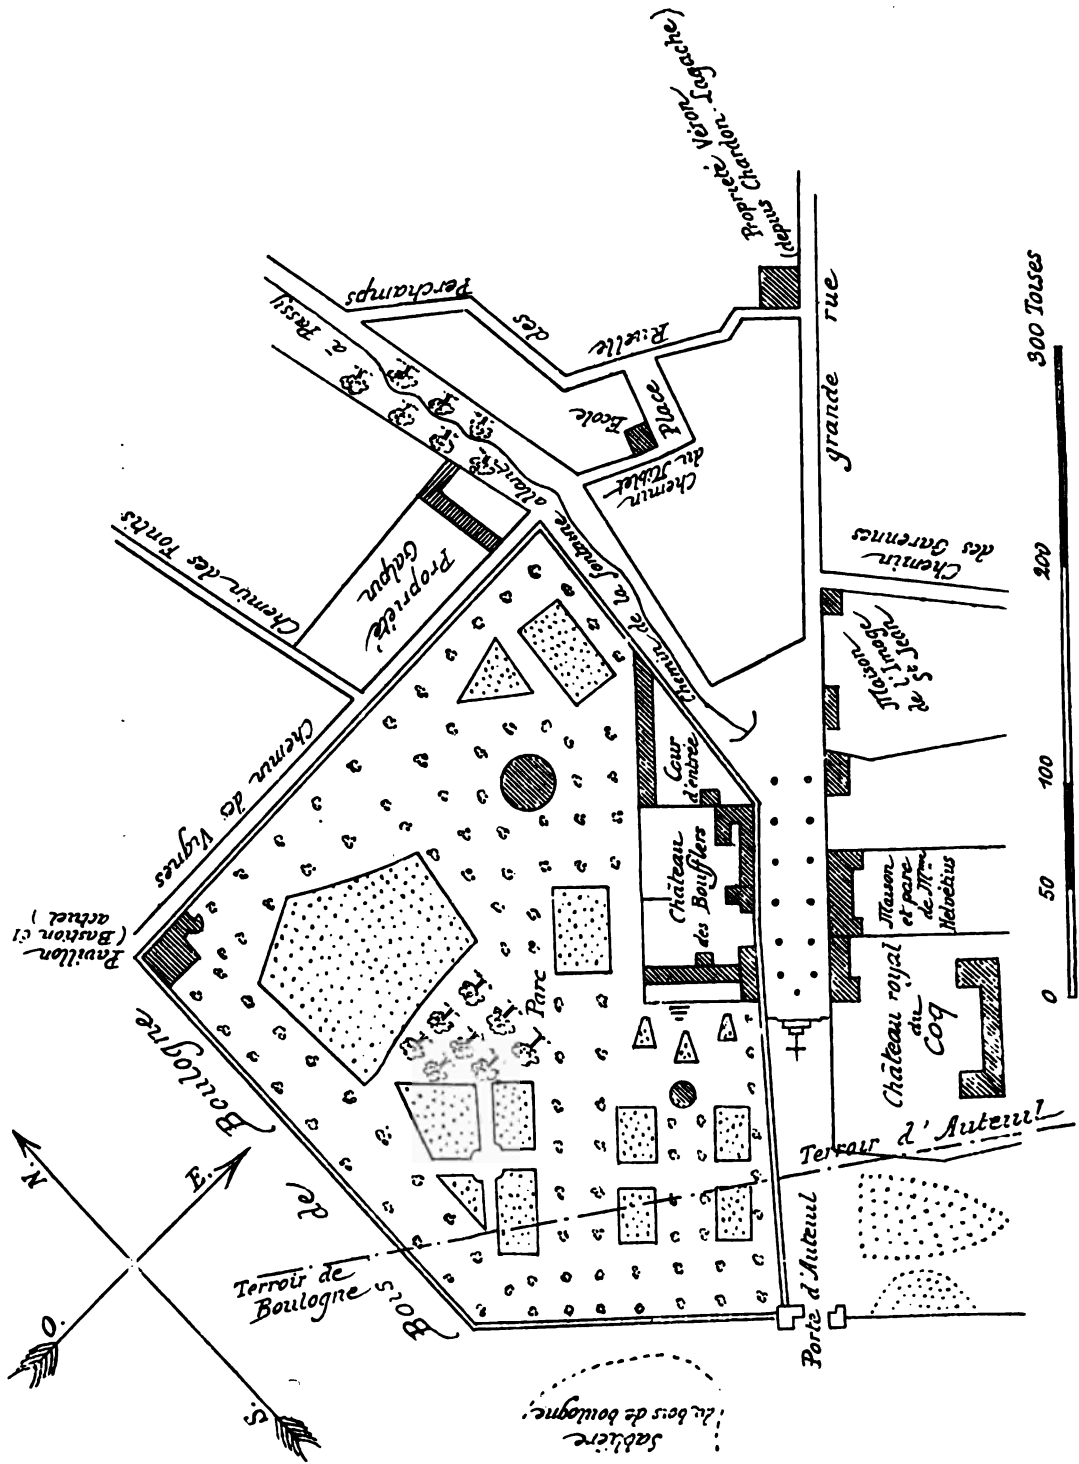 Propriété Véron
(depuis Chardon-Lagache)
300 Toises
200
100
50
0
grande rue
Ruelle des Perchamps
Ecole
Place
Chemin
du
Chemin de la fontaine allant à Passy
Chemin des Fontis
Propriété
Galpin
Chemin
des Garennes
Maison
de l'Image
de St Jean
Chemin des Vignes
Cour
d'entrée
Château
des Boufflers
Maison
et parc
de Mme
Helvétius
Château royal
du
Coq
Pavillon
(Bastion 61
actuel)
Parc
Bois de Boulogne
Terroir d'Auteuil
Terroir de
Boulogne
Porte d'Auteuil
Sablière
du bois de boulogne
N.
E.
O.
S.